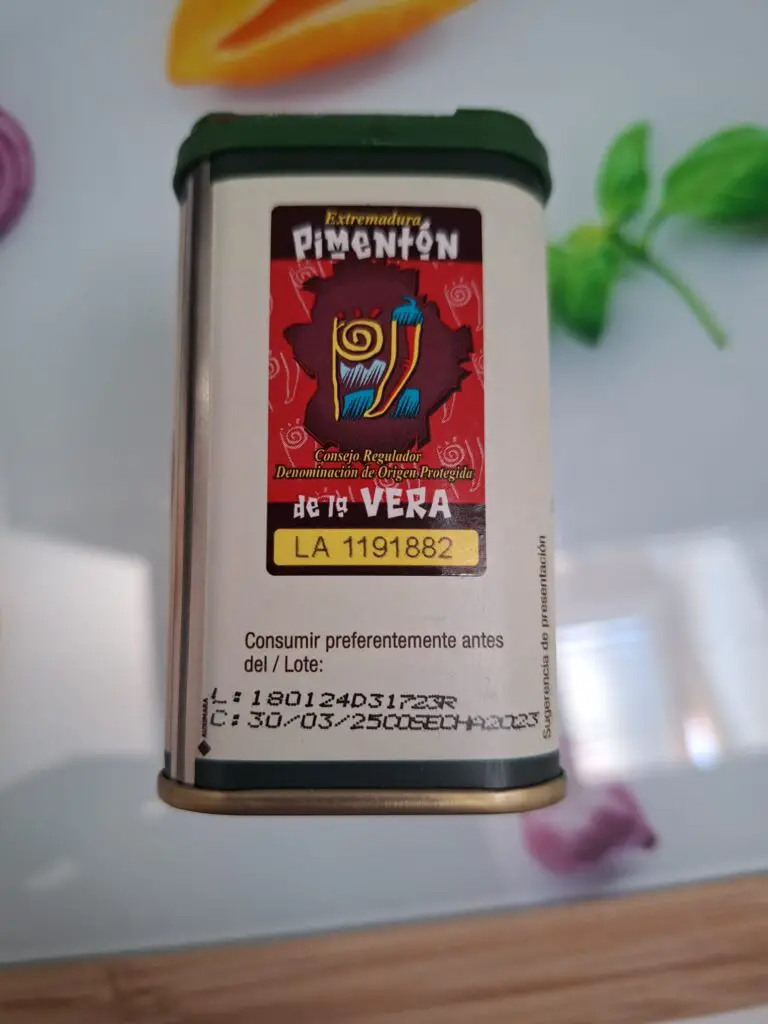 Extremadura
PiMENtÓN
Consejo Regulador
Denominación de Origen Protegida
de la VERA
LA 1191882
Consumir preferentemente antes
del / Lote:
L:180124D31723R
C:30/03/25COSECHA2023
Sugerencia de presentación